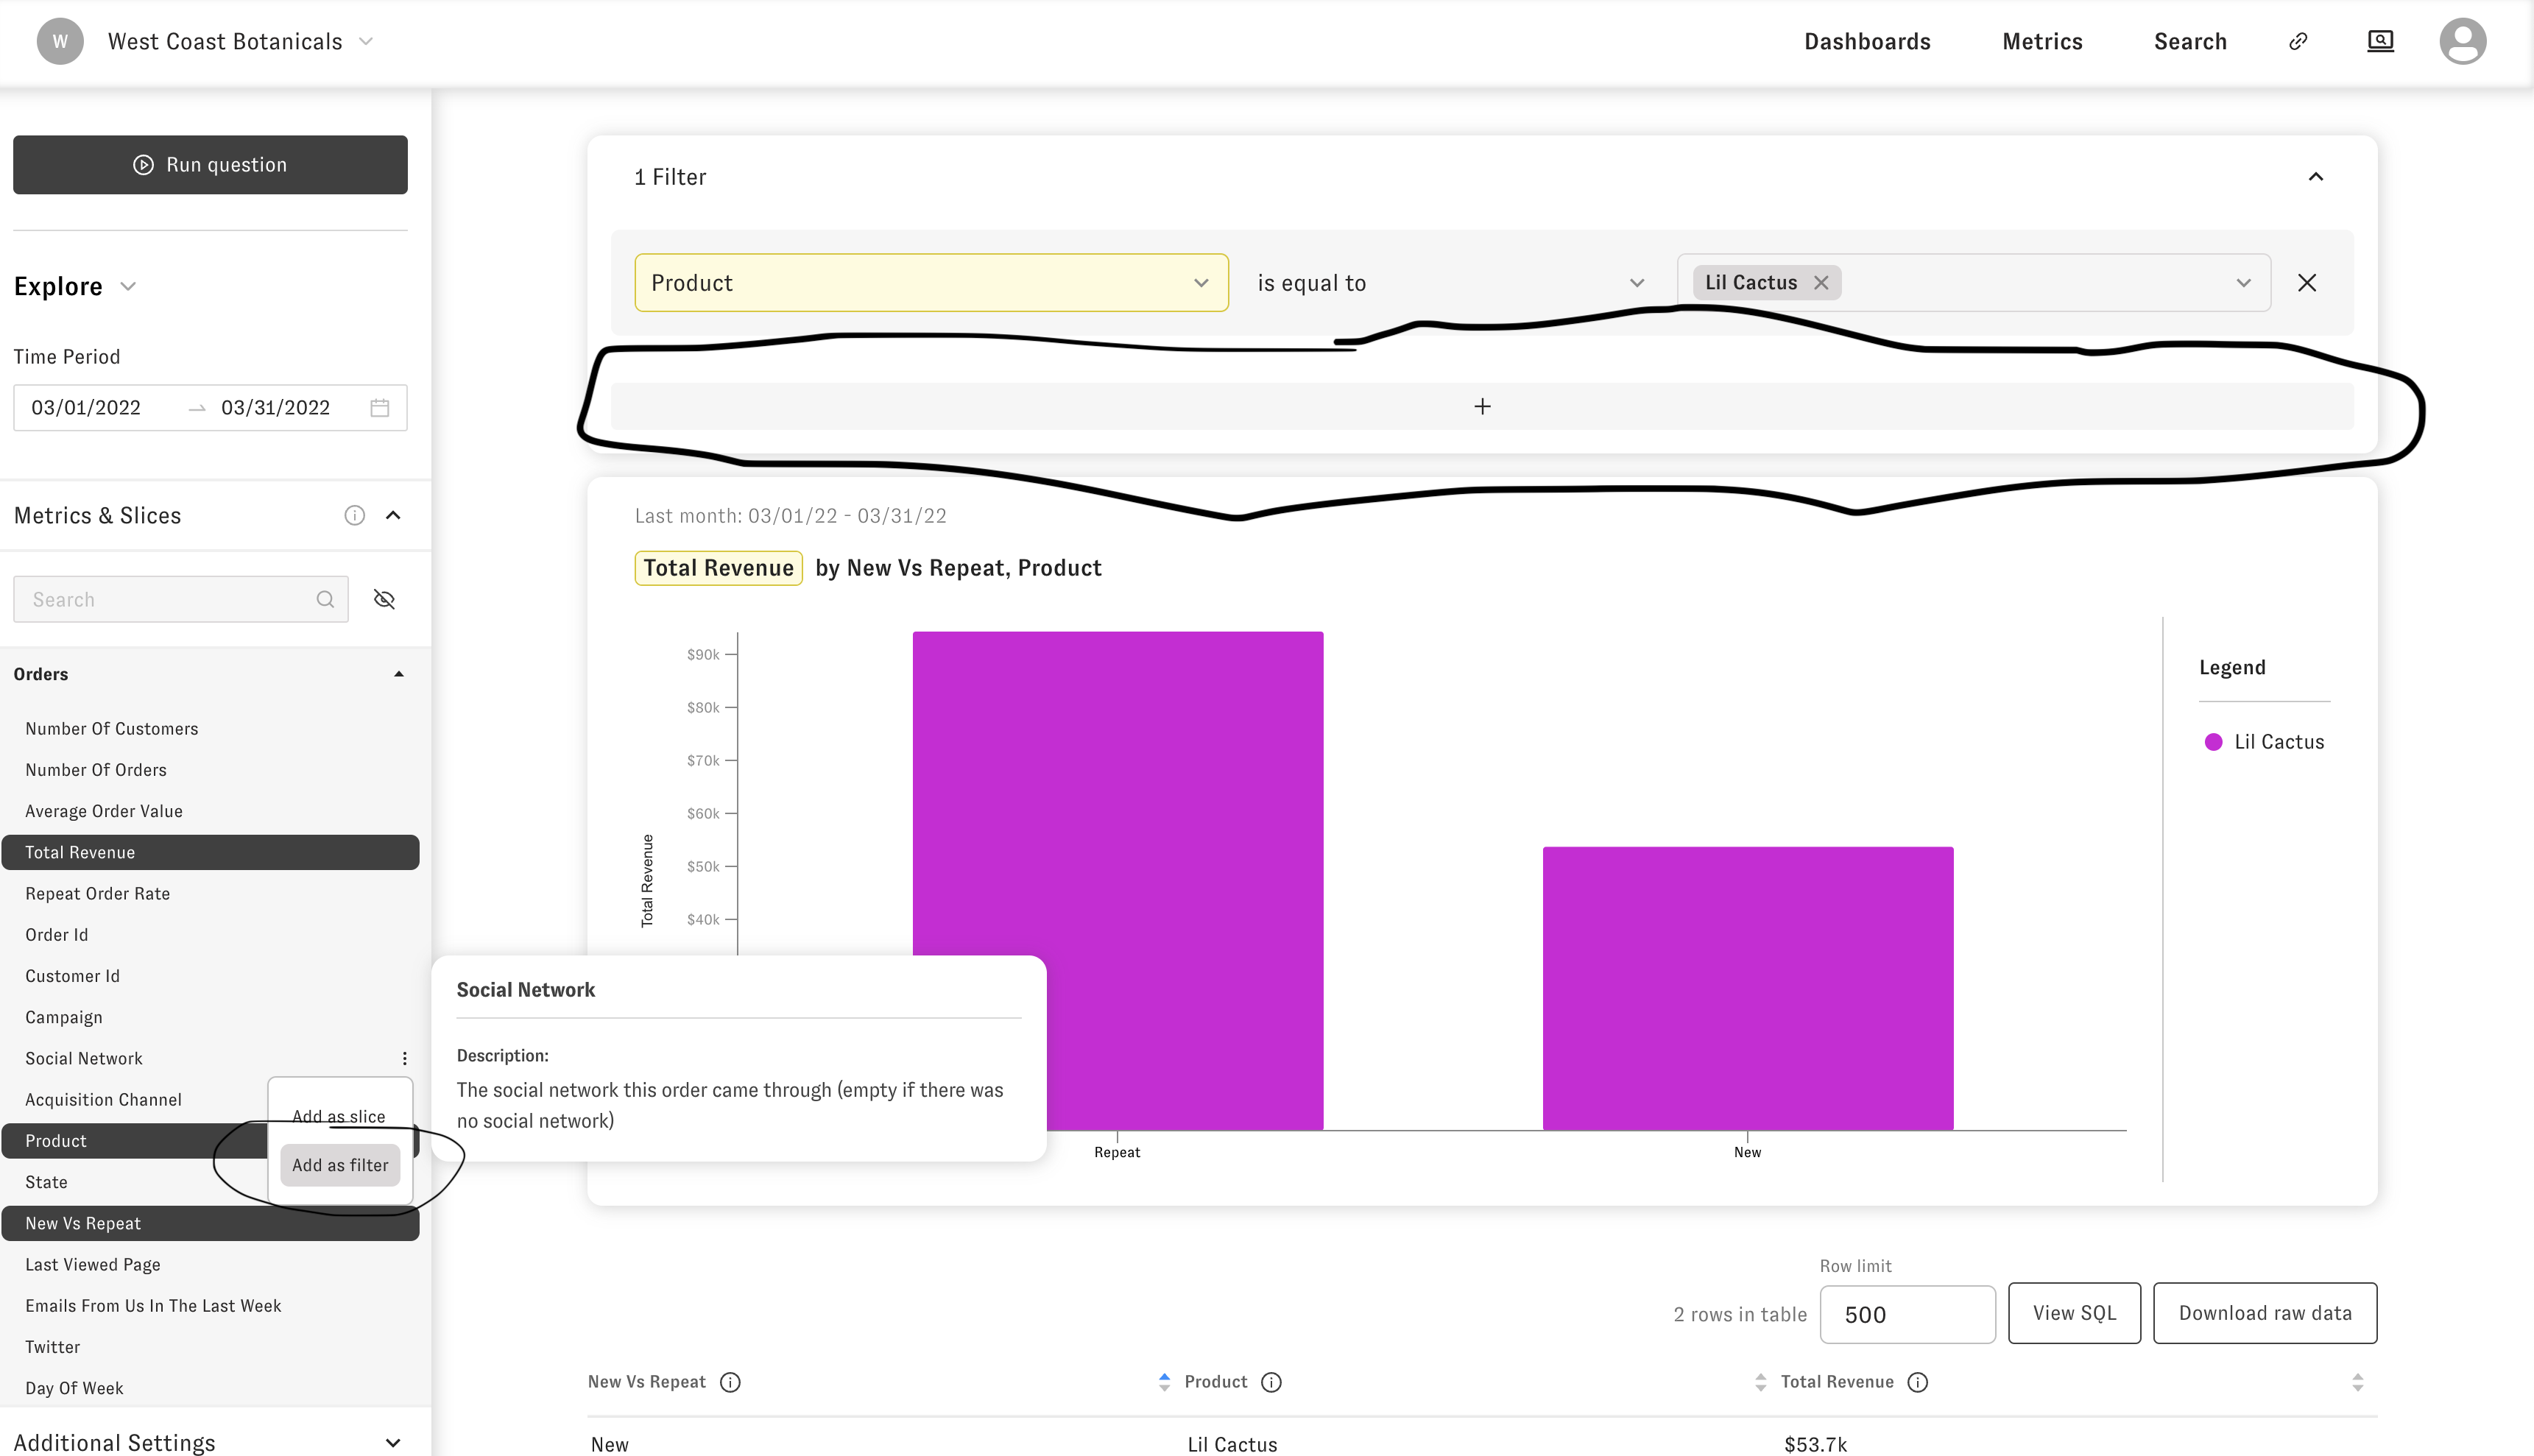 W West Coast Botanicals Dashboards Metrics Search
Run question
Explore
Time Period
03/01/2022 → 03/31/2022
Metrics & Slices
Search
Orders
Number Of Customers
Number Of Orders
Average Order Value
Total Revenue
Repeat Order Rate
Order Id
Customer Id
Campaign
Social Network
Acquisition Channel
Product
State
New Vs Repeat
Last Viewed Page
Emails From Us In The Last Week
Twitter
Day Of Week
Additional Settings
Add as slice
Add as filter
Social Network
Description:
The social network this order came through (empty if there was
no social network)
1 Filter
Product is equal to Lil Cactus
+
Last month: 03/01/22 - 03/31/22
Total Revenue by New Vs Repeat, Product
Total Revenue
$90k
$80k
$70k
$60k
$50k
$40k
Repeat New
Legend
Lil Cactus
Row limit
2 rows in table 500 View SQL Download raw data
New Vs Repeat Product Total Revenue
New Lil Cactus $53.7k